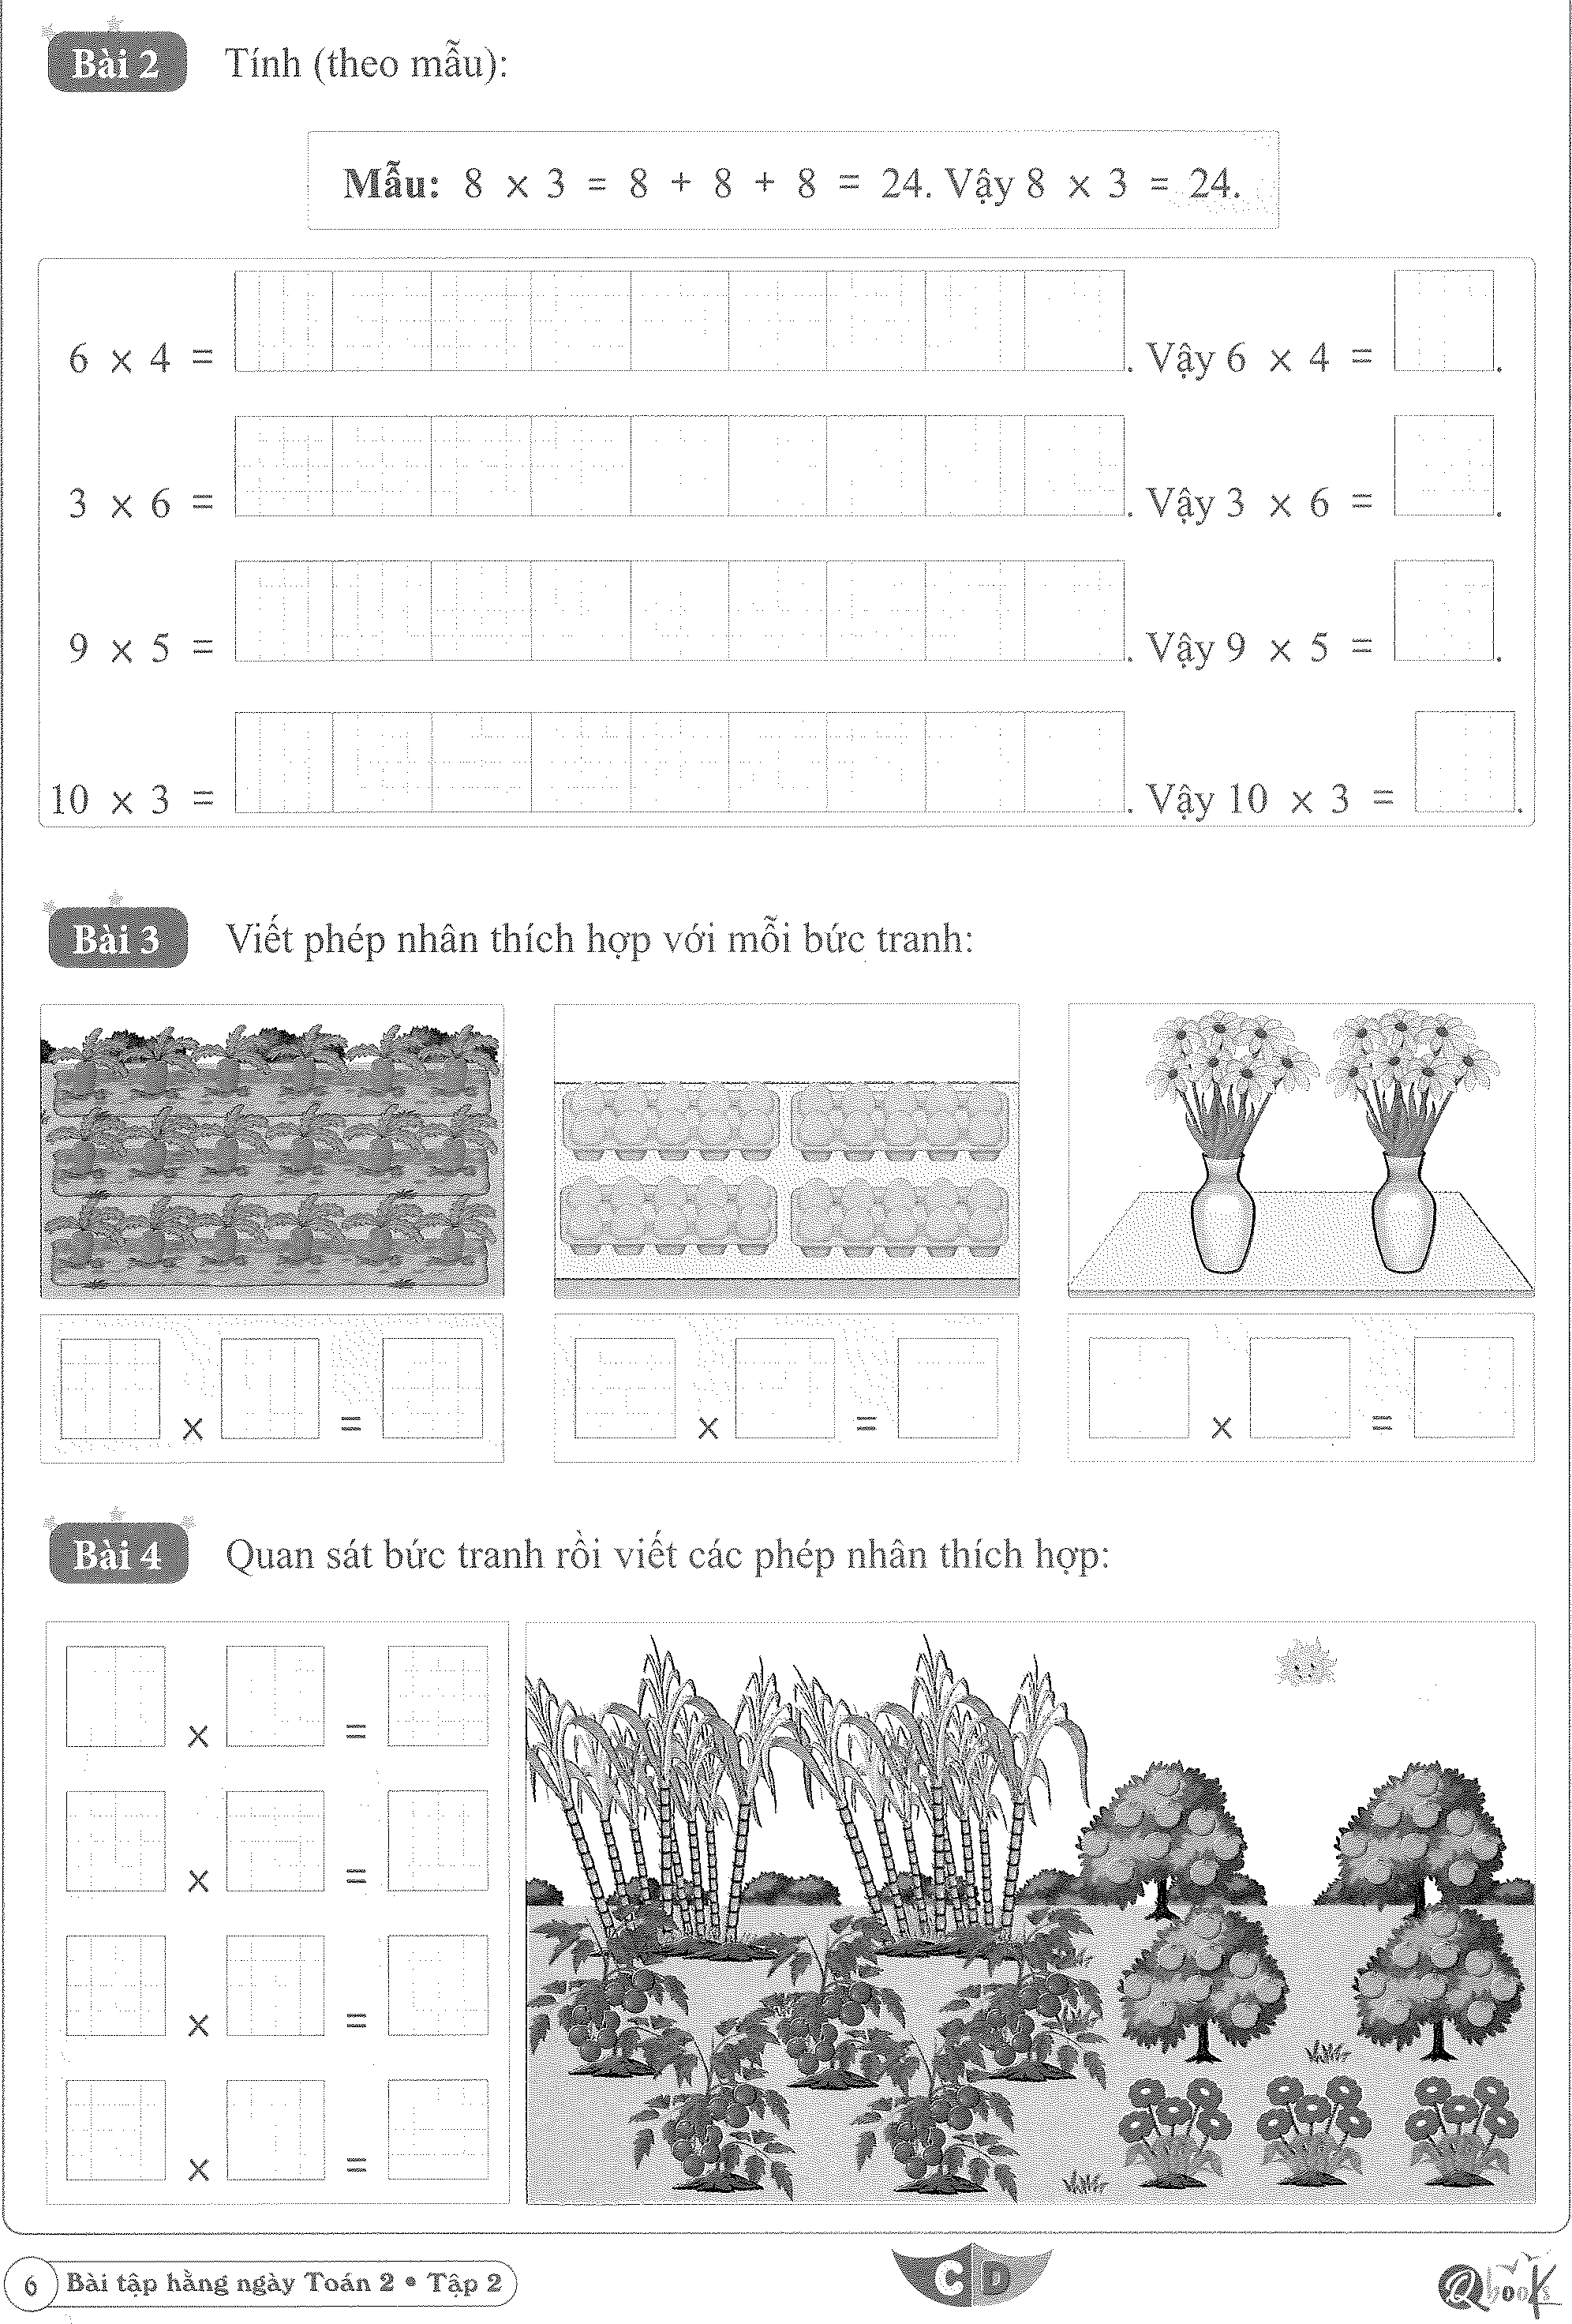 Bài 2 Tính (theo mẫu):
Mẫu: 8 × 3 = 8 + 8 + 8 = 24. Vậy 8 × 3 = 24.
6 × 4 = . Vậy 6 × 4 = .
3 × 6 = . Vậy 3 × 6 = .
9 × 5 = . Vậy 9 × 5 = .
10 × 3 = . Vậy 10 × 3 = .
Bài 3 Viết phép nhân thích hợp với mỗi bức tranh:
× = × = × =
Bài 4 Quan sát bức tranh rồi viết các phép nhân thích hợp:
× =
× =
× =
× =
6 Bài tập hằng ngày Toán 2 • Tập 2 CD Qbooks